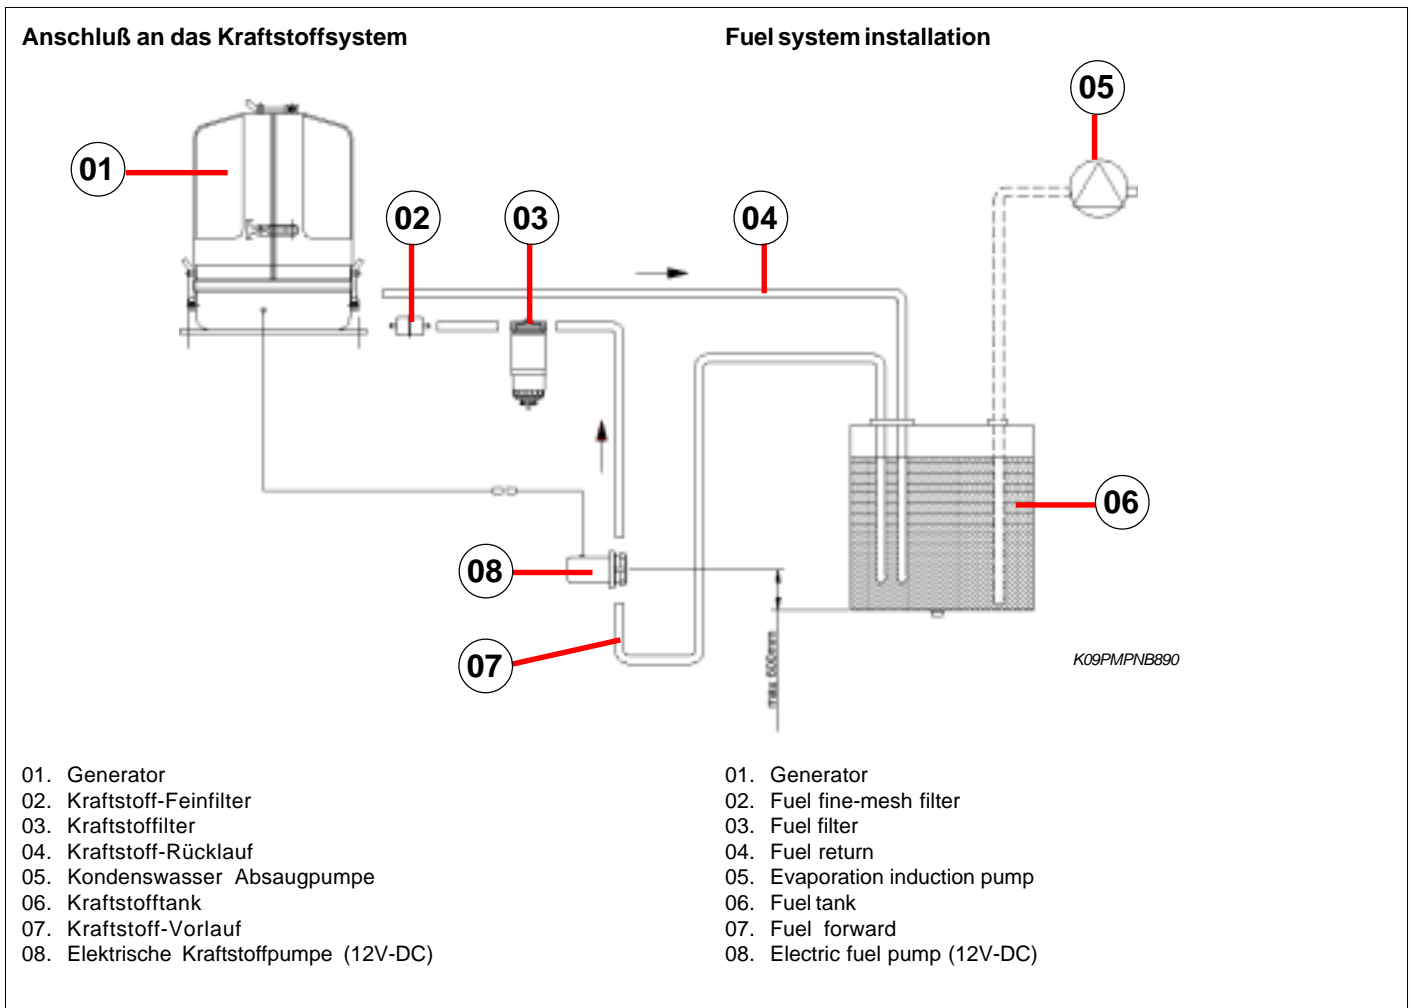 Anschluß an das Kraftstoffsystem
Fuel system installation
01
02
03
04
05
06
07
08
max 600mm
K09PMPNB890
01. Generator
02. Kraftstoff-Feinfilter
03. Kraftstoffilter
04. Kraftstoff-Rücklauf
05. Kondenswasser Absaugpumpe
06. Kraftstofftank
07. Kraftstoff-Vorlauf
08. Elektrische Kraftstoffpumpe (12V-DC)
01. Generator
02. Fuel fine-mesh filter
03. Fuel filter
04. Fuel return
05. Evaporation induction pump
06. Fuel tank
07. Fuel forward
08. Electric fuel pump (12V-DC)